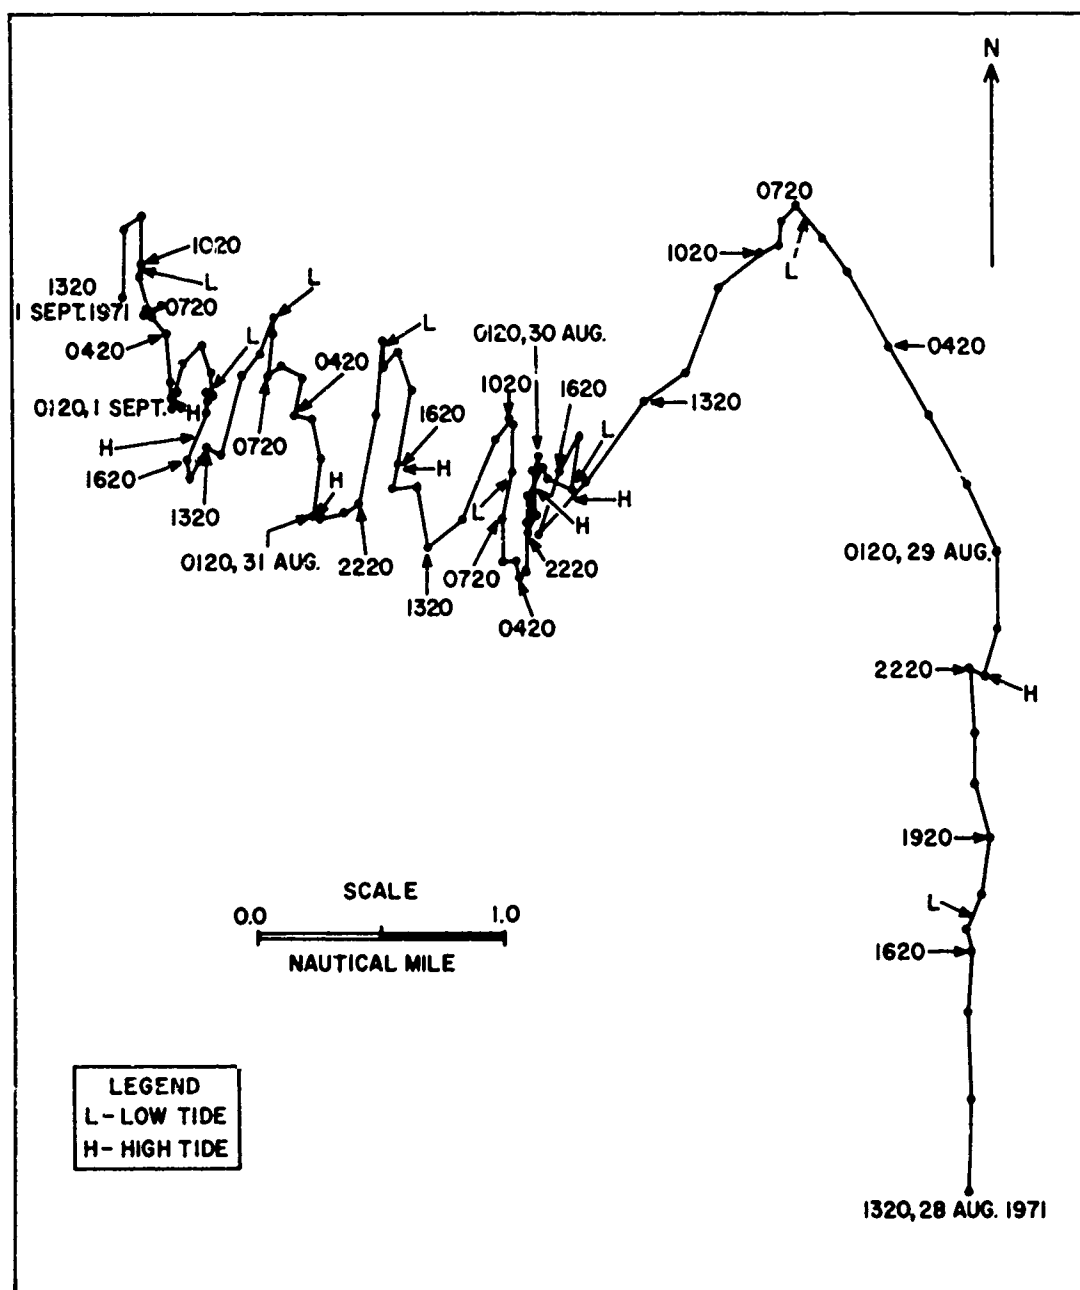 N
0720
L
1020
0420
1020
L
1320
1 SEPT. 1971
0720
0420
L
L
L
0120, 30 AUG.
0420
1020
1620
L
1320
0120, 1 SEPT.
H
H
1620
0720
1620
H
H
L
H
H
1320
0120, 31 AUG.
2220
1320
0720
2220
0420
0120, 29 AUG.
2220
H
1920
L
1620
SCALE
0.0 1.0
NAUTICAL MILE
LEGEND
L - LOW TIDE
H - HIGH TIDE
1320, 28 AUG. 1971